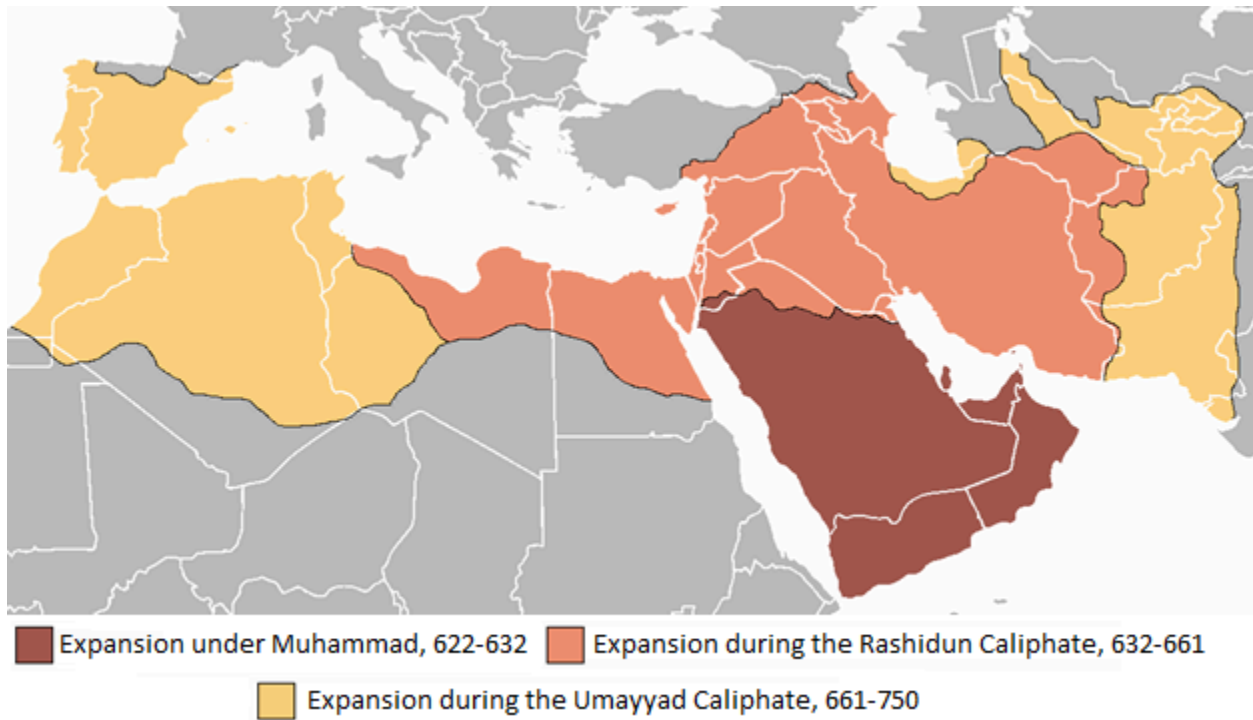 Expansion under Muhammad, 622-632
Expansion during the Rashidun Caliphate, 632-661
Expansion during the Umayyad Caliphate, 661-750